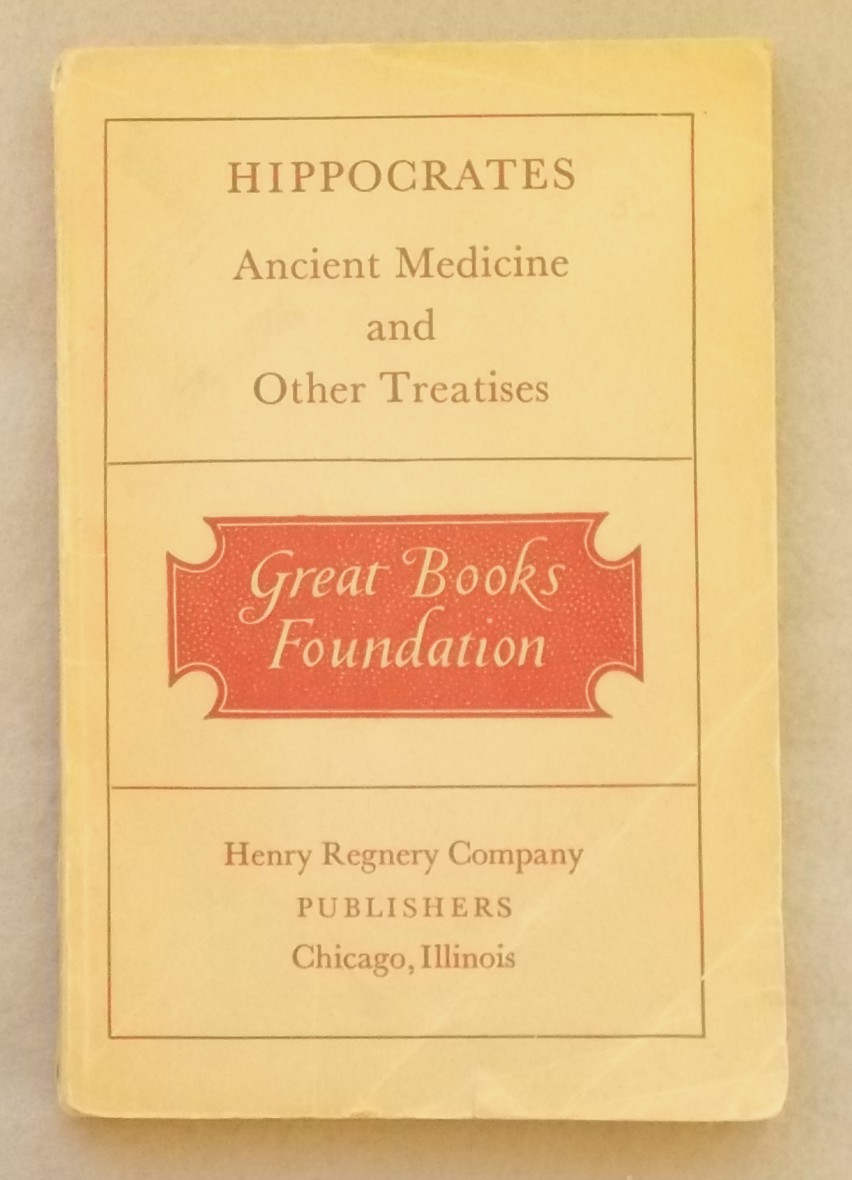 HIPPOCRATES
Ancient Medicine
and
Other Treatises
Great Books
Foundation
Henry Regnery Company
PUBLISHERS
Chicago, Illinois